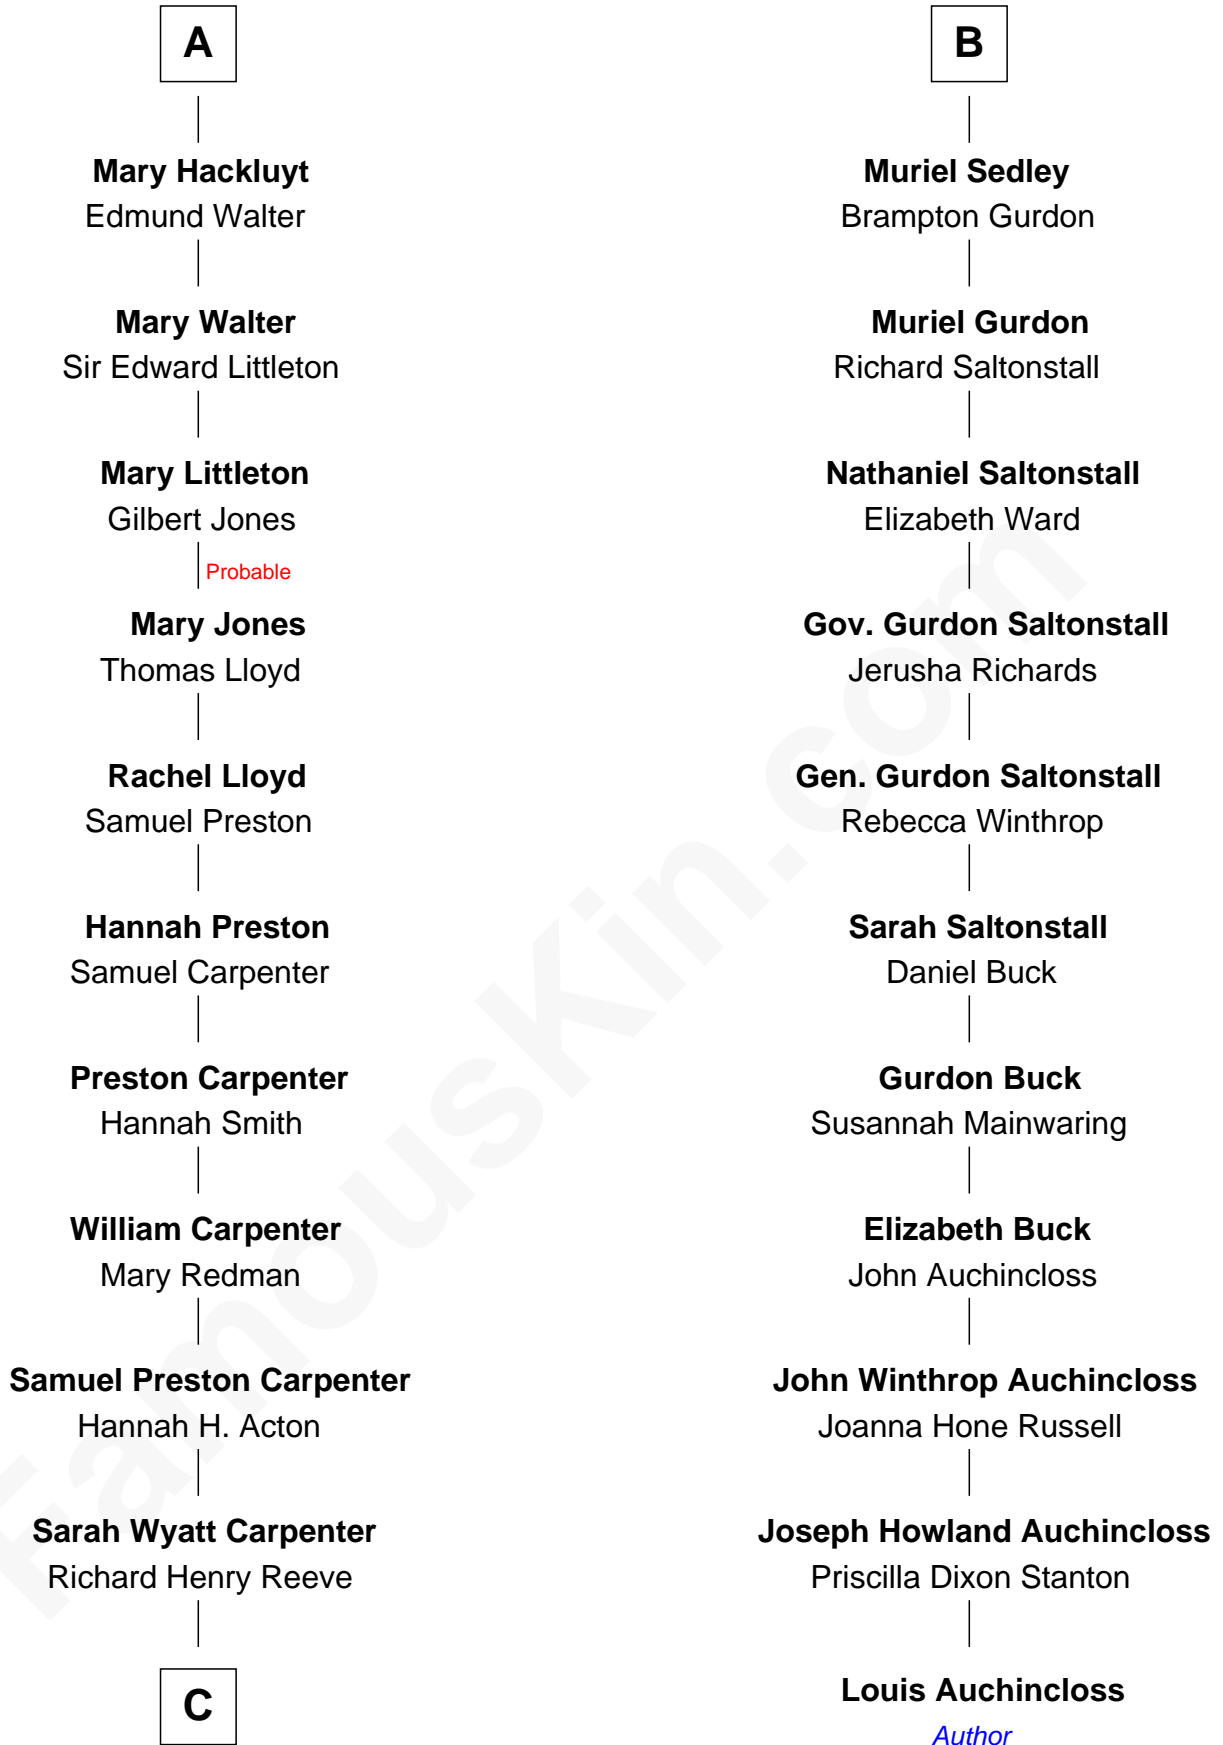 A
Mary Hackluyt
Edmund Walter
Mary Walter
Sir Edward Littleton
Mary Littleton
Gilbert Jones
Probable
Mary Jones
Thomas Lloyd
Rachel Lloyd
Samuel Preston
Hannah Preston
Samuel Carpenter
Preston Carpenter
Hannah Smith
William Carpenter
Mary Redman
Samuel Preston Carpenter
Hannah H. Acton
Sarah Wyatt Carpenter
Richard Henry Reeve
C
B
Muriel Sedley
Brampton Gurdon
Muriel Gurdon
Richard Saltonstall
Nathaniel Saltonstall
Elizabeth Ward
Gov. Gurdon Saltonstall
Jerusha Richards
Gen. Gurdon Saltonstall
Rebecca Winthrop
Sarah Saltonstall
Daniel Buck
Gurdon Buck
Susannah Mainwaring
Elizabeth Buck
John Auchincloss
John Winthrop Auchincloss
Joanna Hone Russell
Joseph Howland Auchincloss
Priscilla Dixon Stanton
Louis Auchincloss
Author
FamousKin.com